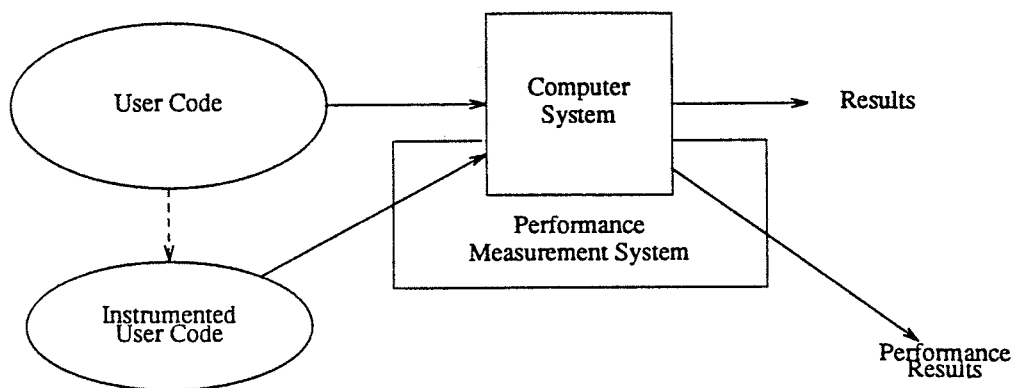 User Code
Computer
System
Results
Performance
Measurement System
Instrumented
User Code
Performance
Results